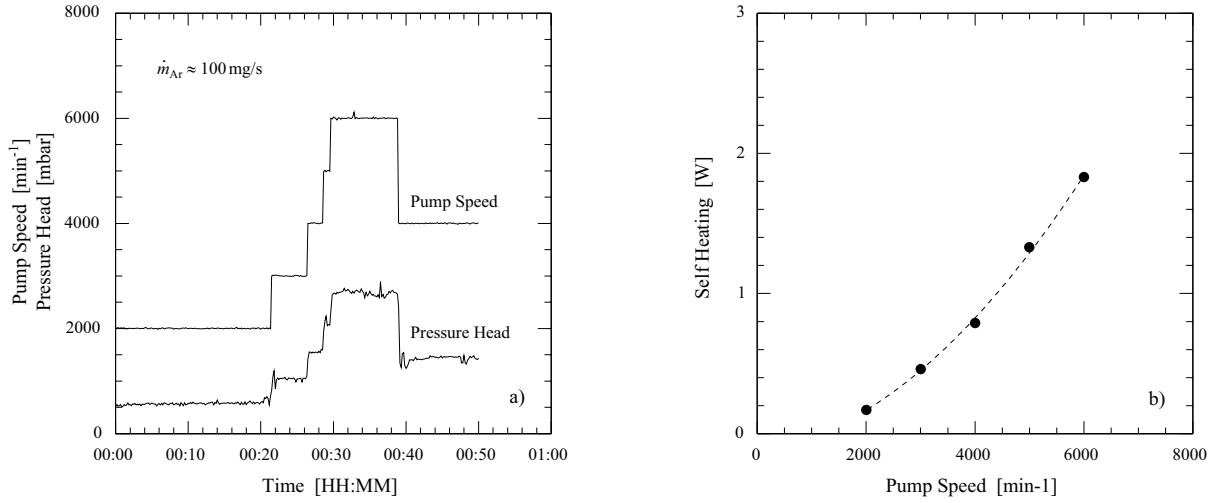 8000
6000
4000
2000
0
Pump Speed [min⁻¹]
Pressure Head [mbar]
ṁ_Ar ≈ 100 mg/s
Pump Speed
Pressure Head
a)
00:00 00:10 00:20 00:30 00:40 00:50 01:00
Time [HH:MM]
3
2
1
0
Self Heating [W]
b)
0 2000 4000 6000 8000
Pump Speed [min-1]